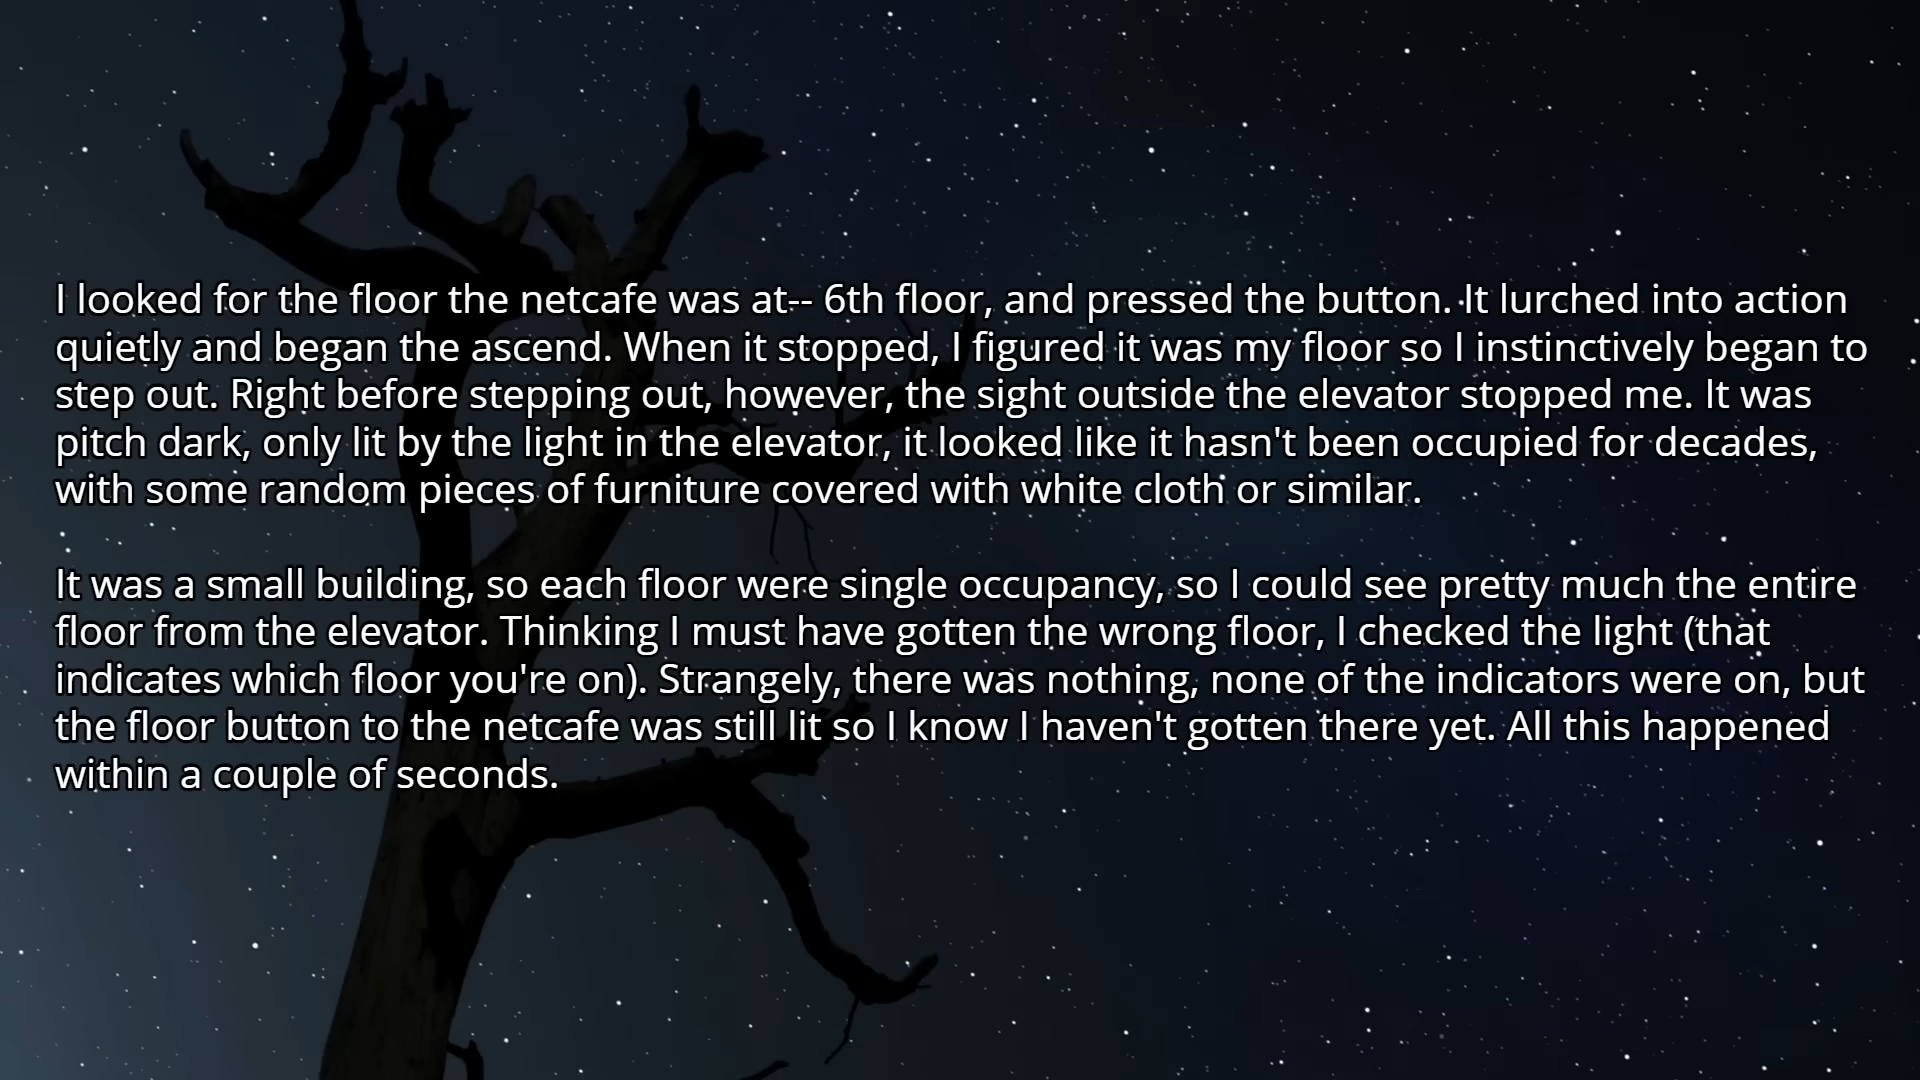 I looked for the floor the netcafe was at-- 6th floor, and pressed the button. It lurched into action
quietly and began the ascend. When it stopped, I figured it was my floor so I instinctively began to
step out. Right before stepping out, however, the sight outside the elevator stopped me. It was
pitch dark, only lit by the light in the elevator, it looked like it hasn't been occupied for decades,
with some random pieces of furniture covered with white cloth or similar.
It was a small building, so each floor were single occupancy, so I could see pretty much the entire
floor from the elevator. Thinking I must have gotten the wrong floor, I checked the light (that
indicates which floor you're on). Strangely, there was nothing, none of the indicators were on, but
the floor button to the netcafe was still lit so I know I haven't gotten there yet. All this happened
within a couple of seconds.